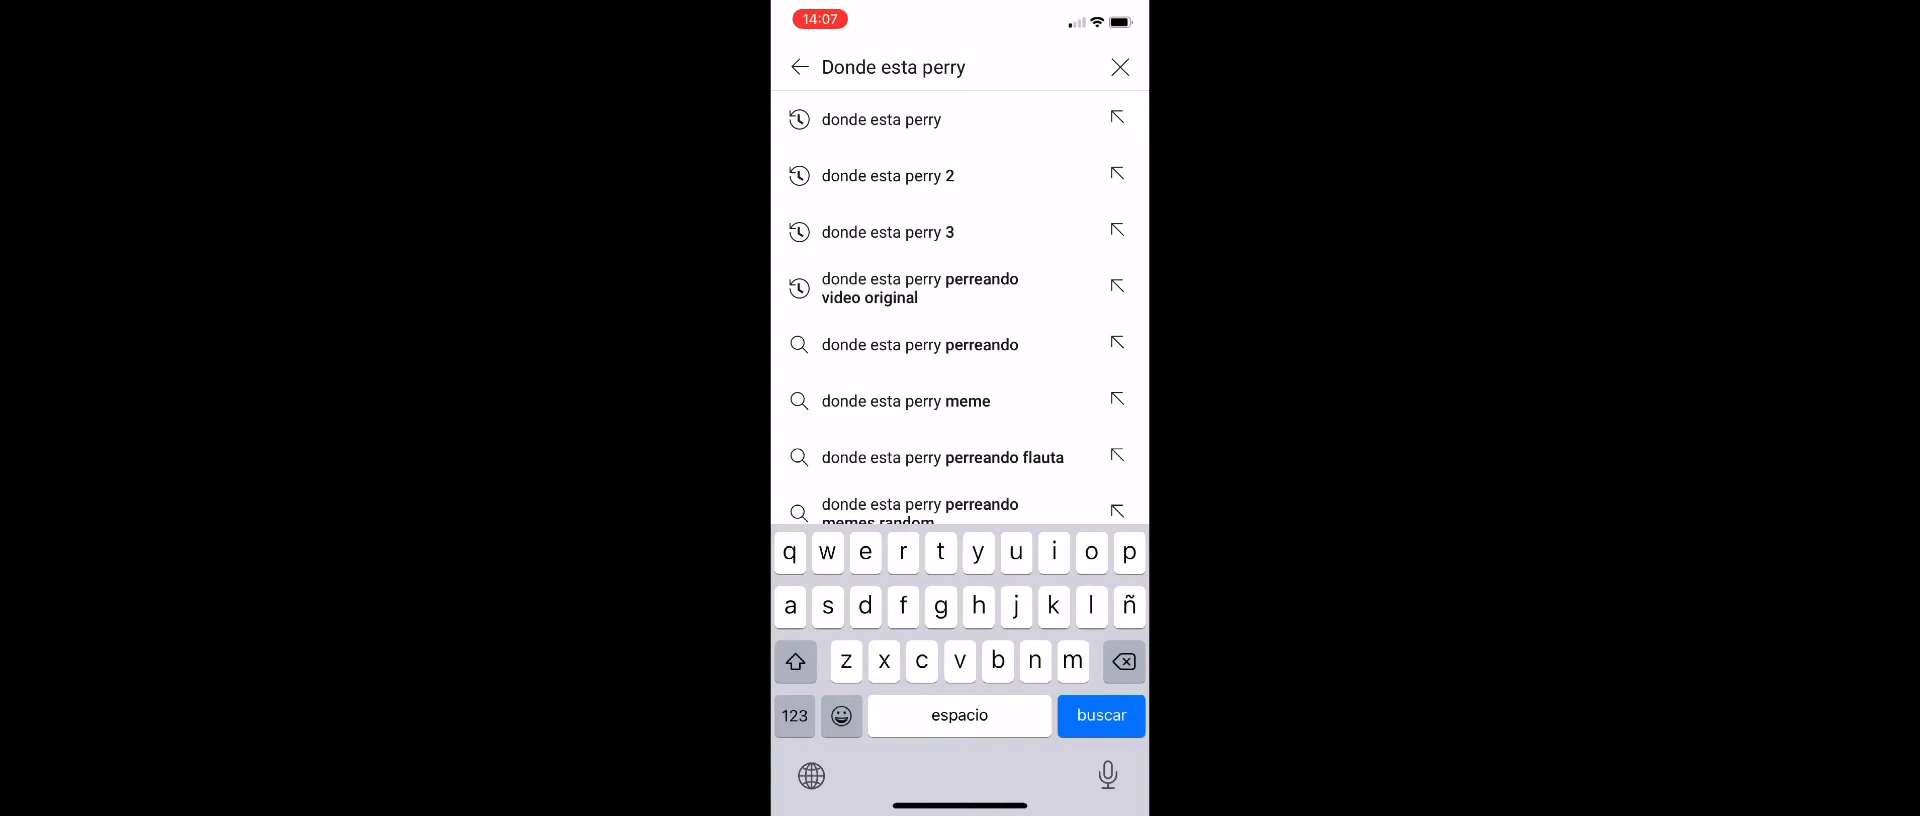 14:07
Donde esta perry
donde esta perry
donde esta perry 2
donde esta perry 3
donde esta perry perreando
video original
donde esta perry perreando
donde esta perry meme
donde esta perry perreando flauta
donde esta perry perreando
memes random
q w e r t y u i o p
a s d f g h j k l ñ
z x c v b n m
123 espacio buscar